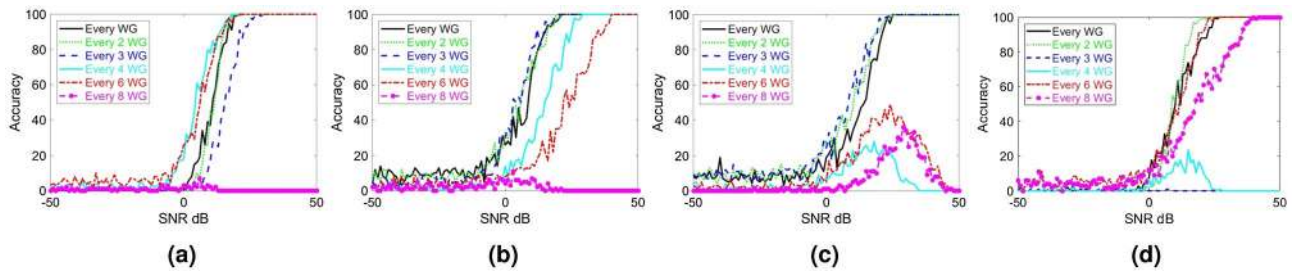 100
80
60
40
20
0
Accuracy
Every WG
Every 2 WG
Every 3 WG
Every 4 WG
Every 6 WG
Every 8 WG
-50
0
50
SNR dB
(a)
100
80
60
40
20
0
Accuracy
Every WG
Every 2 WG
Every 3 WG
Every 4 WG
Every 6 WG
Every 8 WG
-50
0
50
SNR dB
(b)
100
80
60
40
20
0
Accuracy
Every WG
Every 2 WG
Every 3 WG
Every 4 WG
Every 6 WG
Every 8 WG
-50
0
50
SNR dB
(c)
100
80
60
40
20
0
Accuracy
Every WG
Every 2 WG
Every 3 WG
Every 4 WG
Every 6 WG
Every 8 WG
-50
0
50
SNR dB
(d)